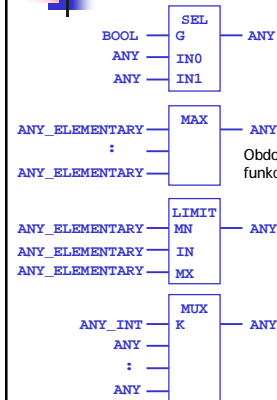 SEL
BOOL G ANY
ANY IN0
ANY IN1
MAX
ANY_ELEMENTARY ANY
:
ANY_ELEMENTARY
Obdo
funkc
LIMIT
ANY_ELEMENTARY MN ANY
ANY_ELEMENTARY IN
ANY_ELEMENTARY MX
MUX
ANY_INT K ANY
ANY
:
ANY